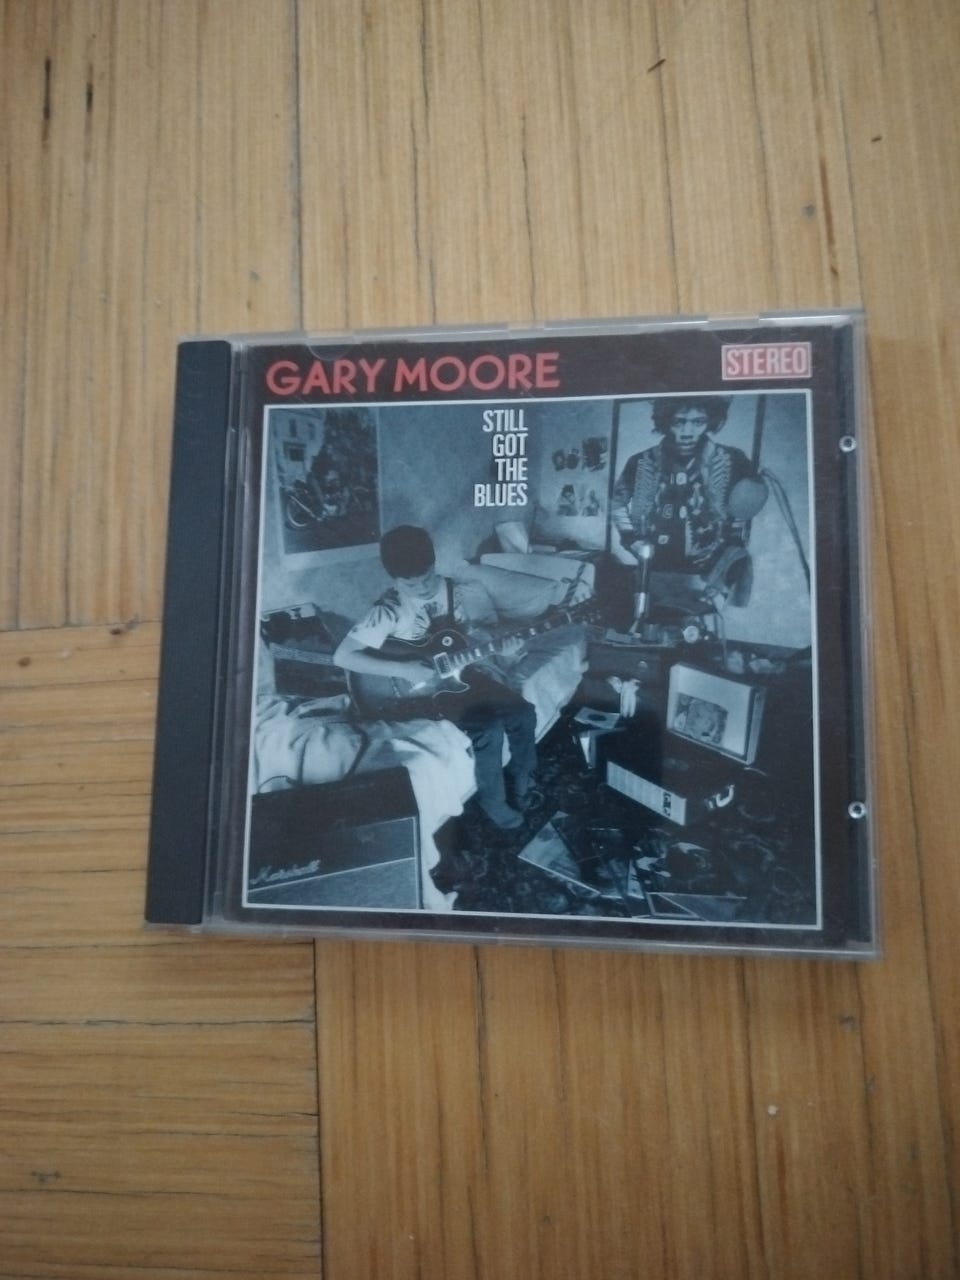 GARY MOORE
STEREO
STILL
GOT
THE
BLUES
Marshall